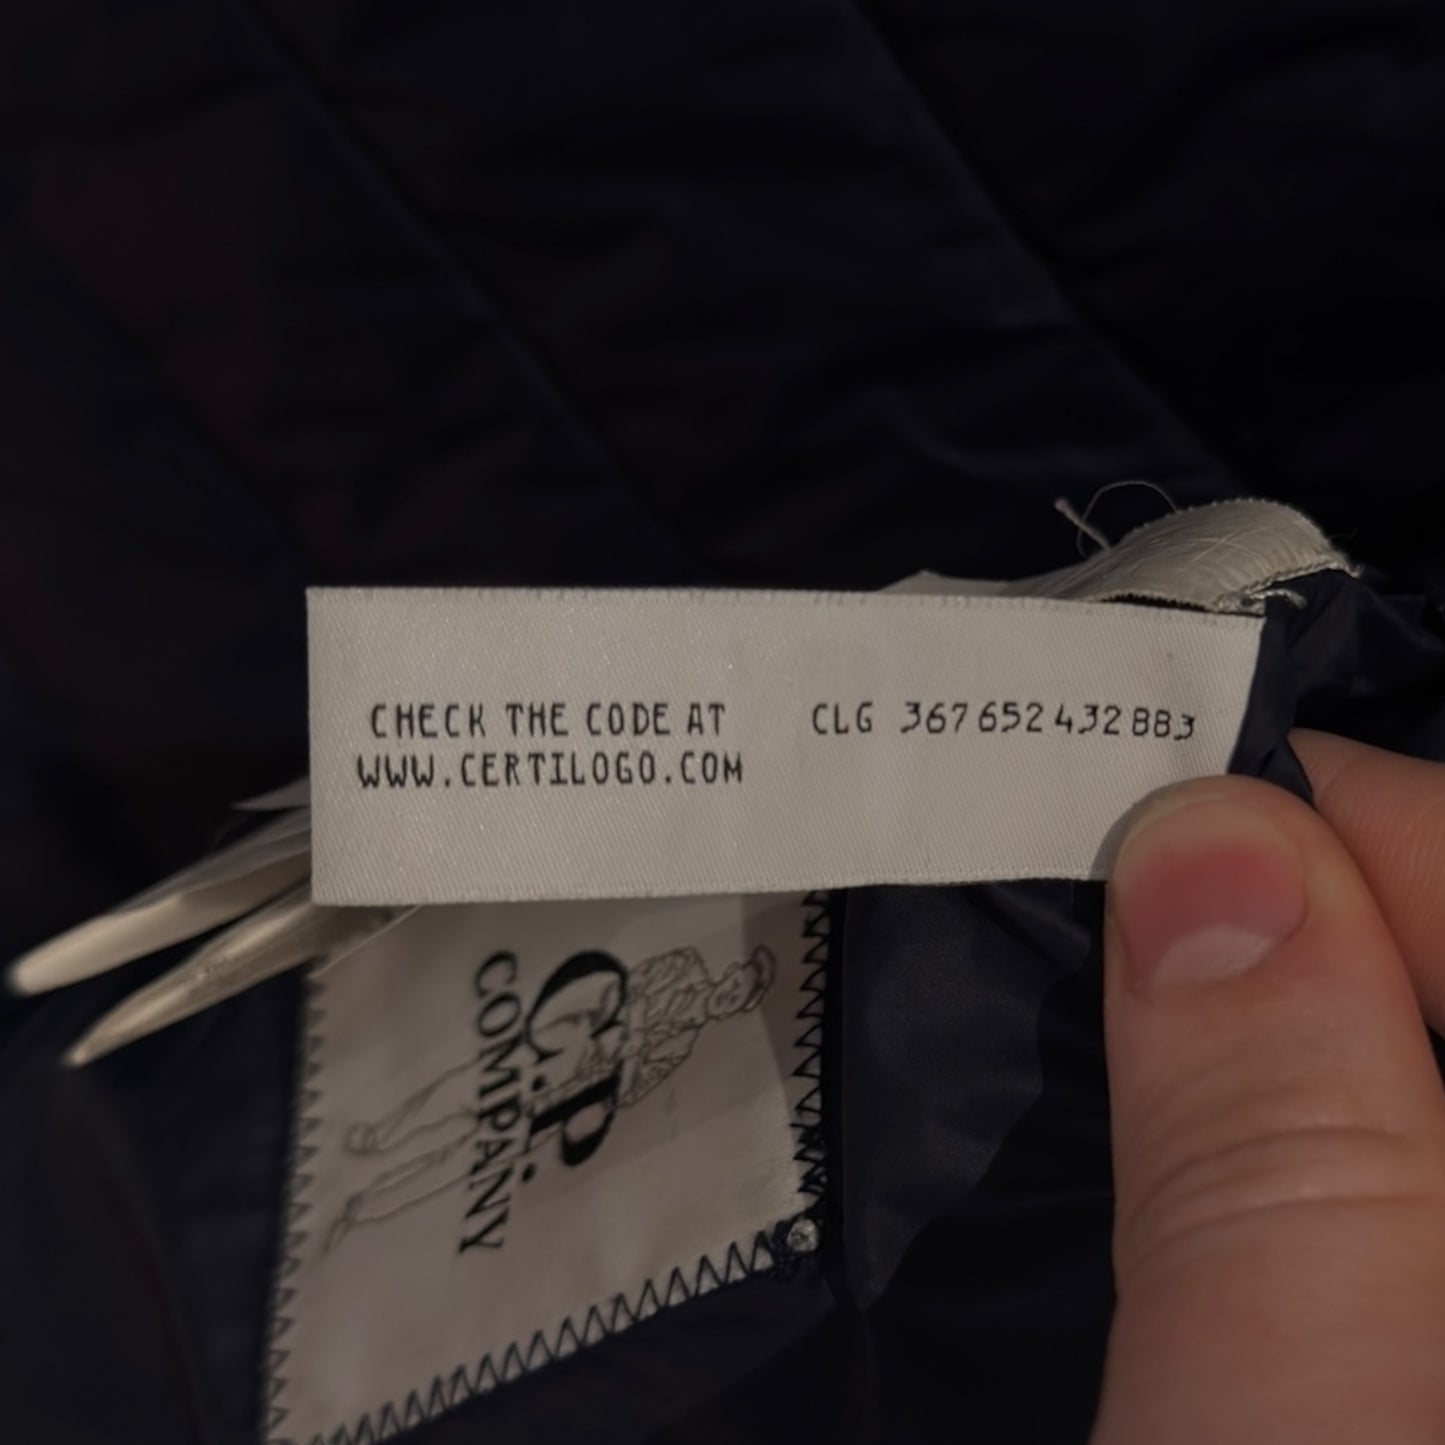 CHECK THE CODE AT
WWW.CERTILOGO.COM
CLG 367652432883
C.P.
COMPANY